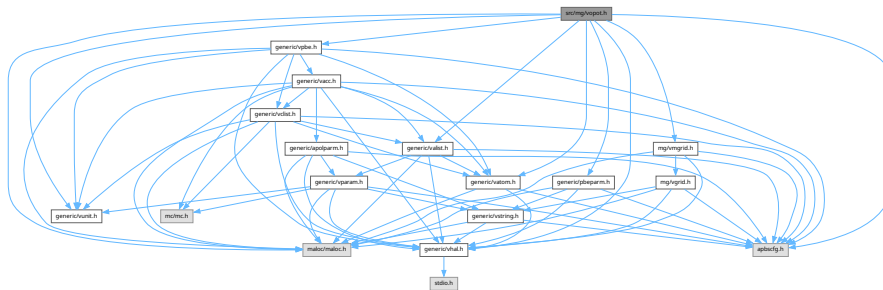 src/mg/vopot.h
generic/vpbe.h
generic/vacc.h
generic/vclist.h
generic/apolparm.h
generic/valist.h
mg/vmgrid.h
generic/vparam.h
generic/vatom.h
generic/pbeparm.h
mg/vgrid.h
generic/vunit.h
mc/mc.h
generic/vstring.h
maloc/maloc.h
generic/vhal.h
apbscfg.h
stdio.h